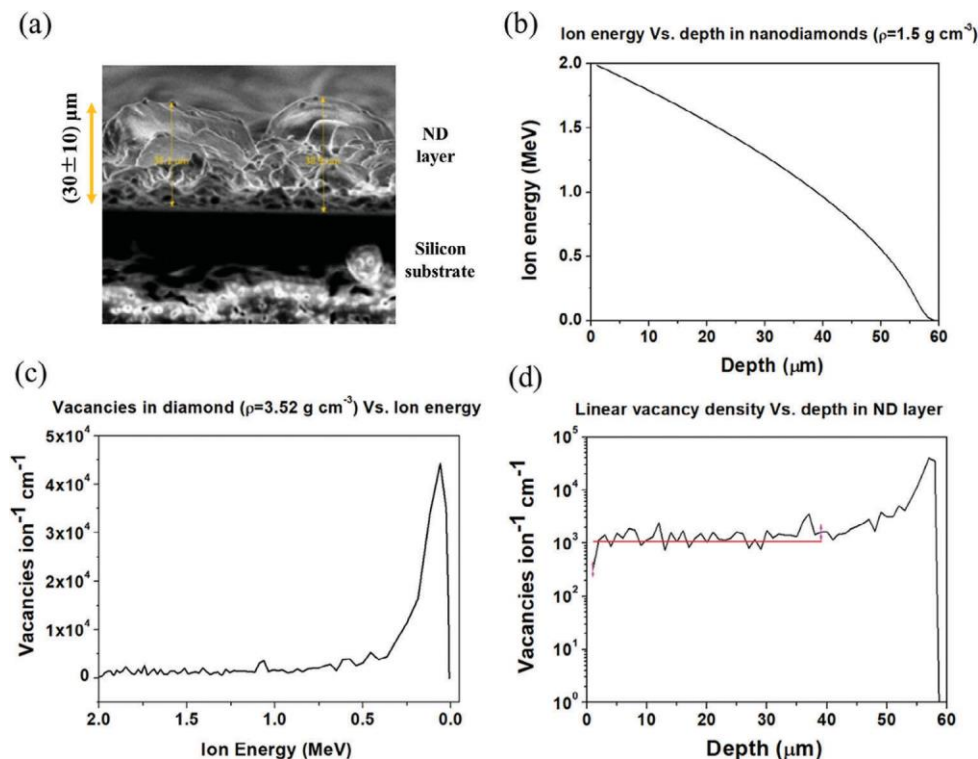 (a)
(30 ± 10) μm
ND
layer
Silicon
substrate
(b)
Ion energy Vs. depth in nanodiamonds (ρ=1.5 g cm⁻³)
Ion energy (MeV)
2.0
1.5
1.0
0.5
0.0
0 10 20 30 40 50 60
Depth (μm)
(c)
Vacancies in diamond (ρ=3.52 g cm⁻³) Vs. Ion energy
Vacancies ion⁻¹ cm⁻¹
5x10⁴
4x10⁴
3x10⁴
2x10⁴
1x10⁴
0
2.0 1.5 1.0 0.5 0.0
Ion Energy (MeV)
(d)
Linear vacancy density Vs. depth in ND layer
Vacancies ion⁻¹ cm⁻¹
10⁵
10⁴
10³
10²
10¹
10⁰
0 10 20 30 40 50 60
Depth (μm)